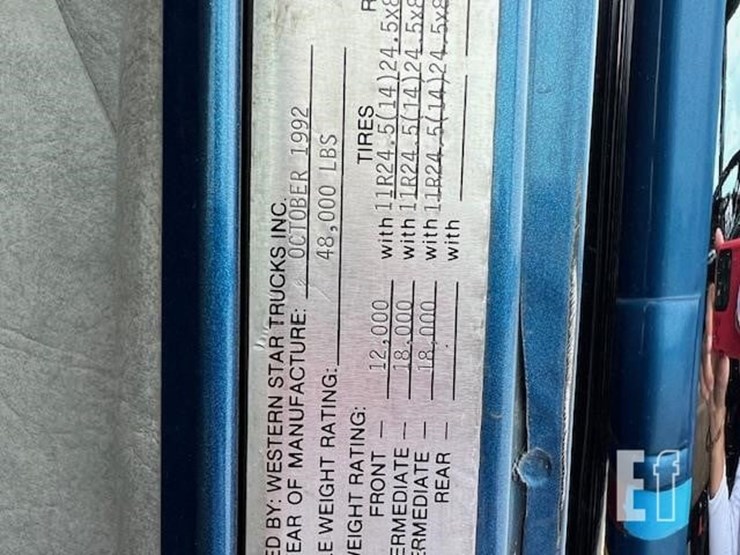 ED BY: WESTERN STAR TRUCKS INC.
EAR OF MANUFACTURE: OCTOBER 1992
E WEIGHT RATING: 48,000 LBS
EIGHT RATING: TIRES R
FRONT — 12,000 with 11R24.5(14)24.5x8
ERMEDIATE — 18,000 with 11R24.5(14)24.5x8
ERMEDIATE — 18,000 with 11R24.5(14)24.5x8
REAR — with
Ef